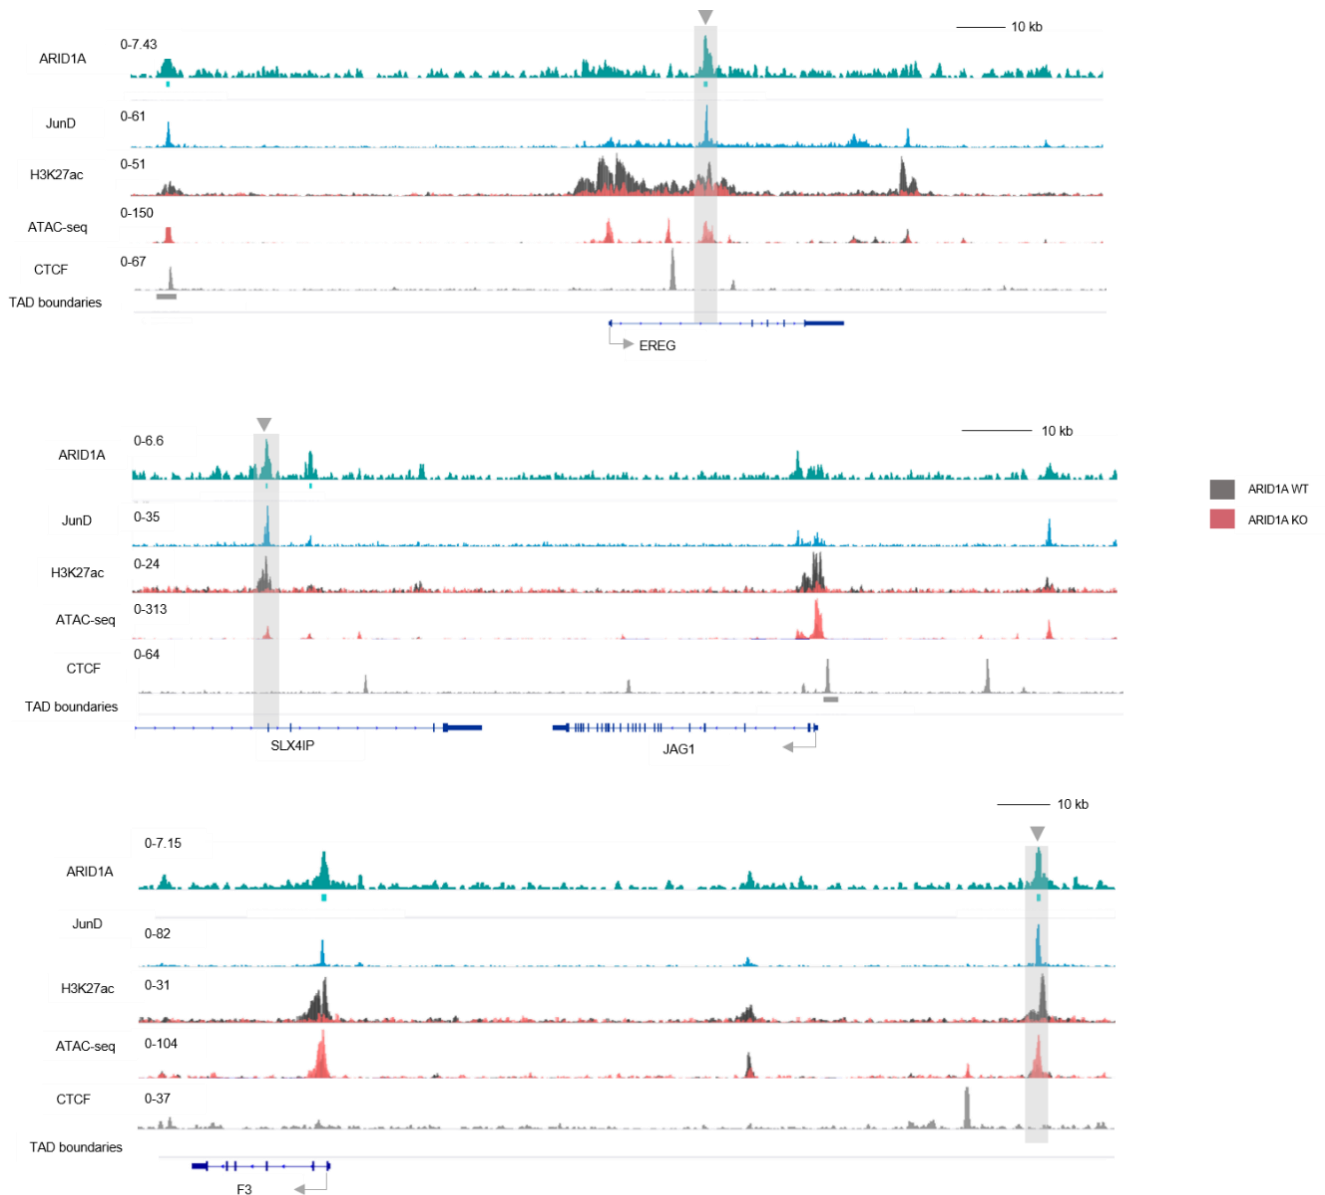 10 kb
0-7.43
ARID1A
0-61
JunD
0-51
H3K27ac
0-150
ATAC-seq
0-67
CTCF
TAD boundaries
EREG
10 kb
0-6.6
ARID1A
0-35
JunD
0-24
H3K27ac
0-313
ATAC-seq
0-64
CTCF
TAD boundaries
SLX4IP
JAG1
ARID1A WT
ARID1A KO
10 kb
0-7.15
ARID1A
JunD
0-82
0-31
H3K27ac
0-104
ATAC-seq
0-37
CTCF
TAD boundaries
F3